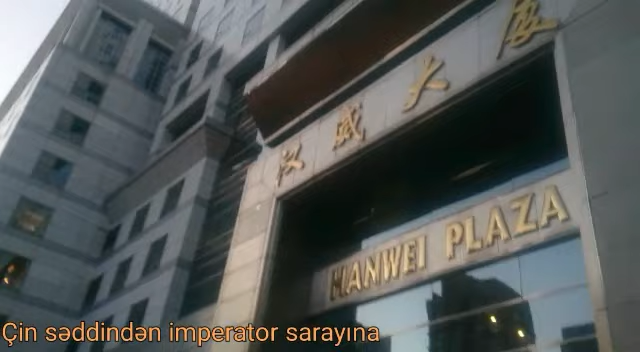 汉威大厦
HANWEI PLAZA
Çin səddindən imperator sarayına